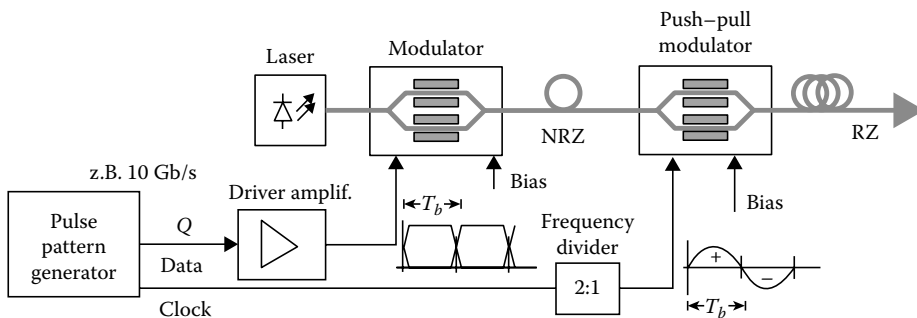 Laser
Modulator
Push–pull
modulator
NRZ
RZ
z.B. 10 Gb/s
Driver amplif.
Bias
Bias
Pulse
pattern
generator
Q
Data
Clock
T_b
Frequency
divider
2:1
+
−
T_b